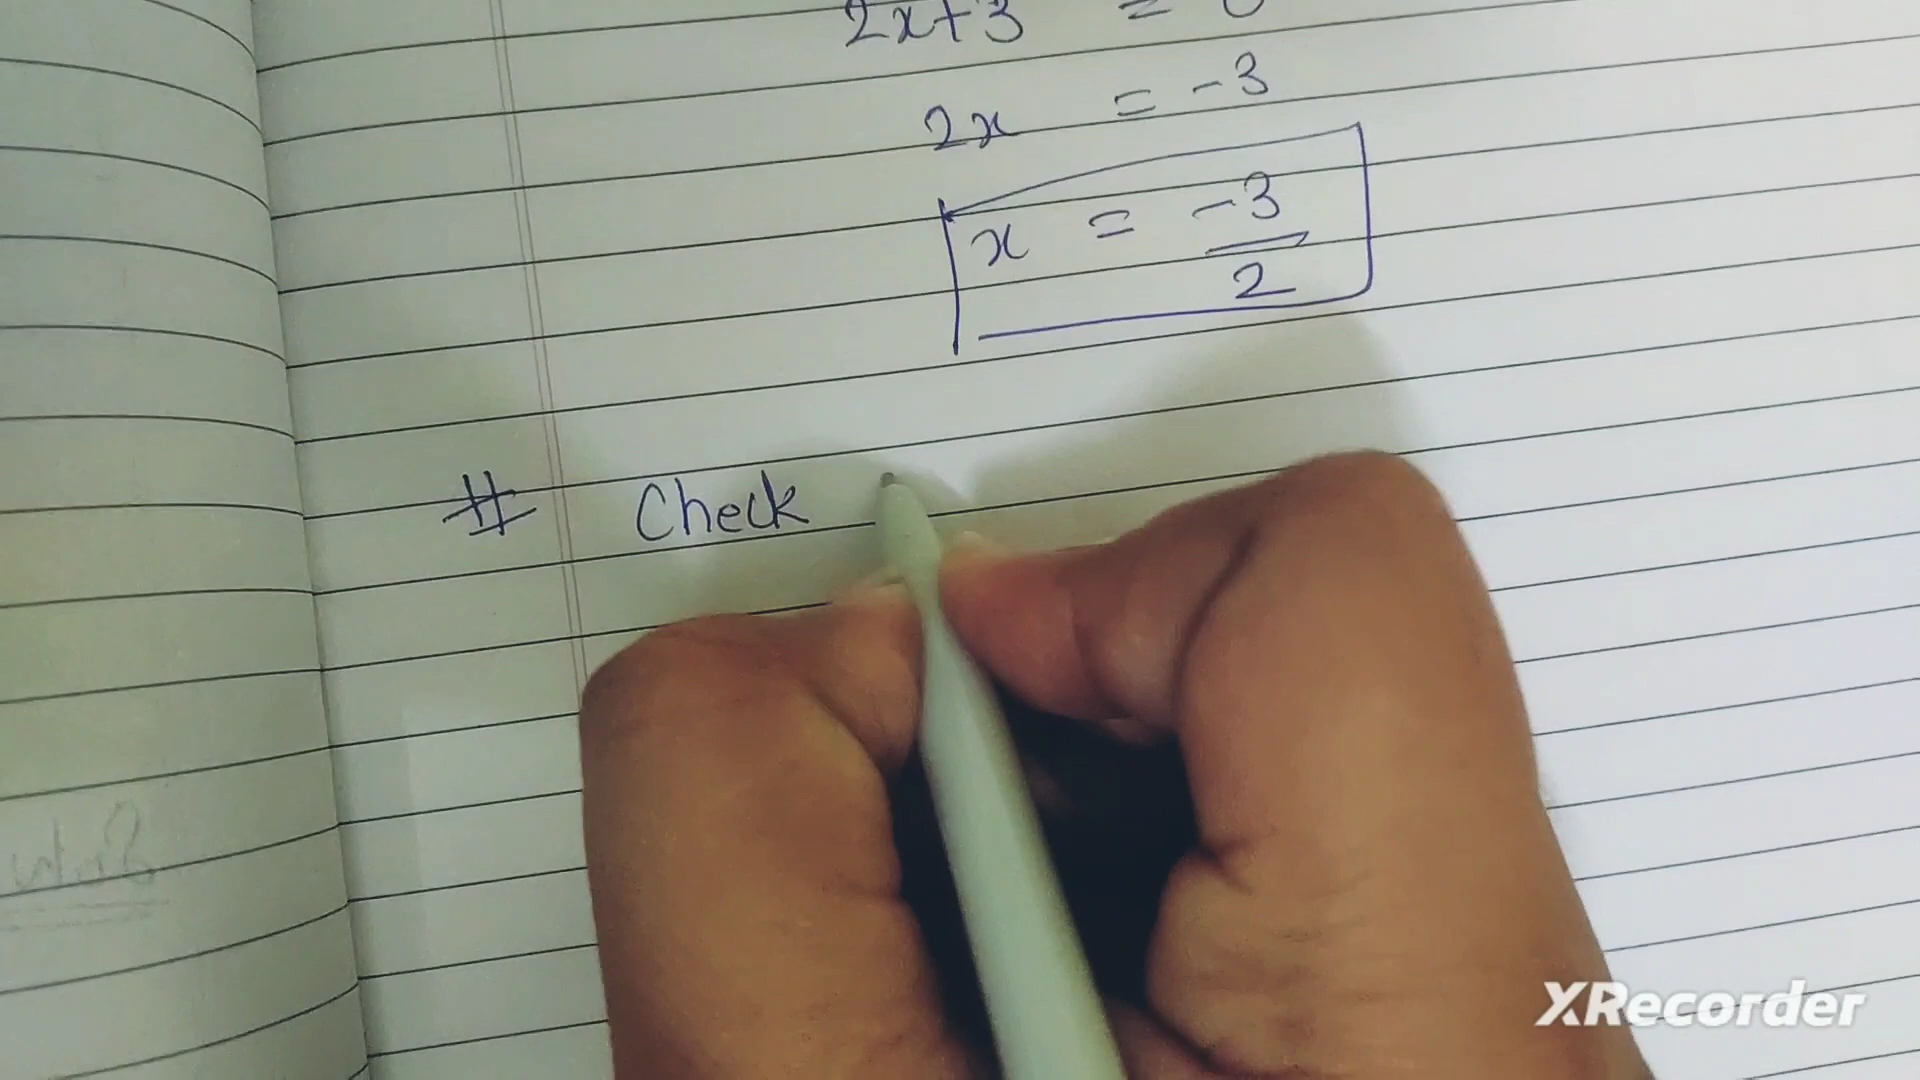 2x+3 = 0
2x = -3
x = -3/2
# Check
XRecorder